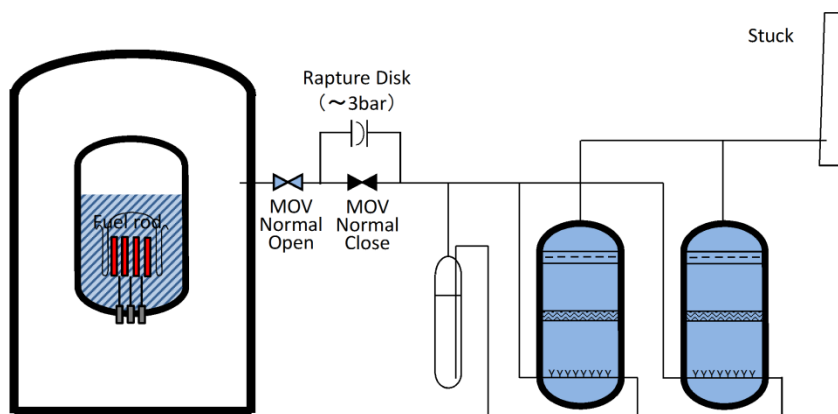 Stuck
Rapture Disk
（～3bar）
Fuel rod
MOV
Normal
Open
MOV
Normal
Close